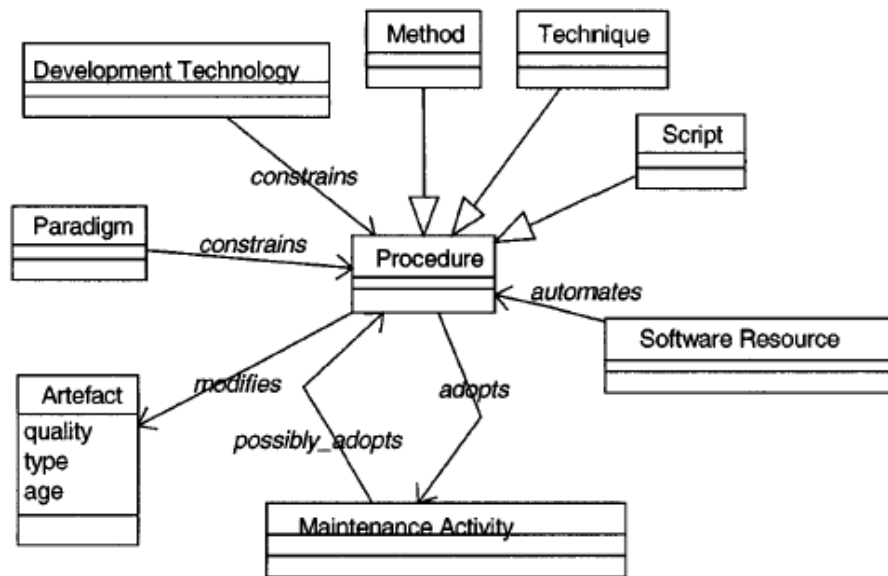 Method
Technique
Development Technology
Script
constrains
Paradigm
constrains
Procedure
automates
Software Resource
Artefact
modifies
adopts
quality
type
age
possibly_adopts
Maintenance Activity